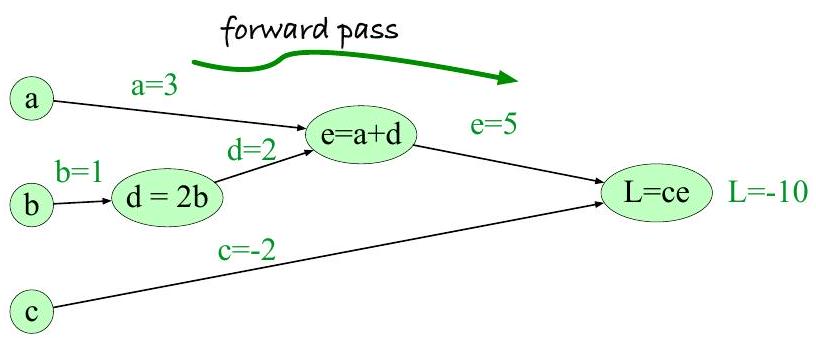 forward pass
a
a=3
e=a+d
e=5
d=2
b=1
b
d = 2b
L=ce
L=-10
c=-2
c